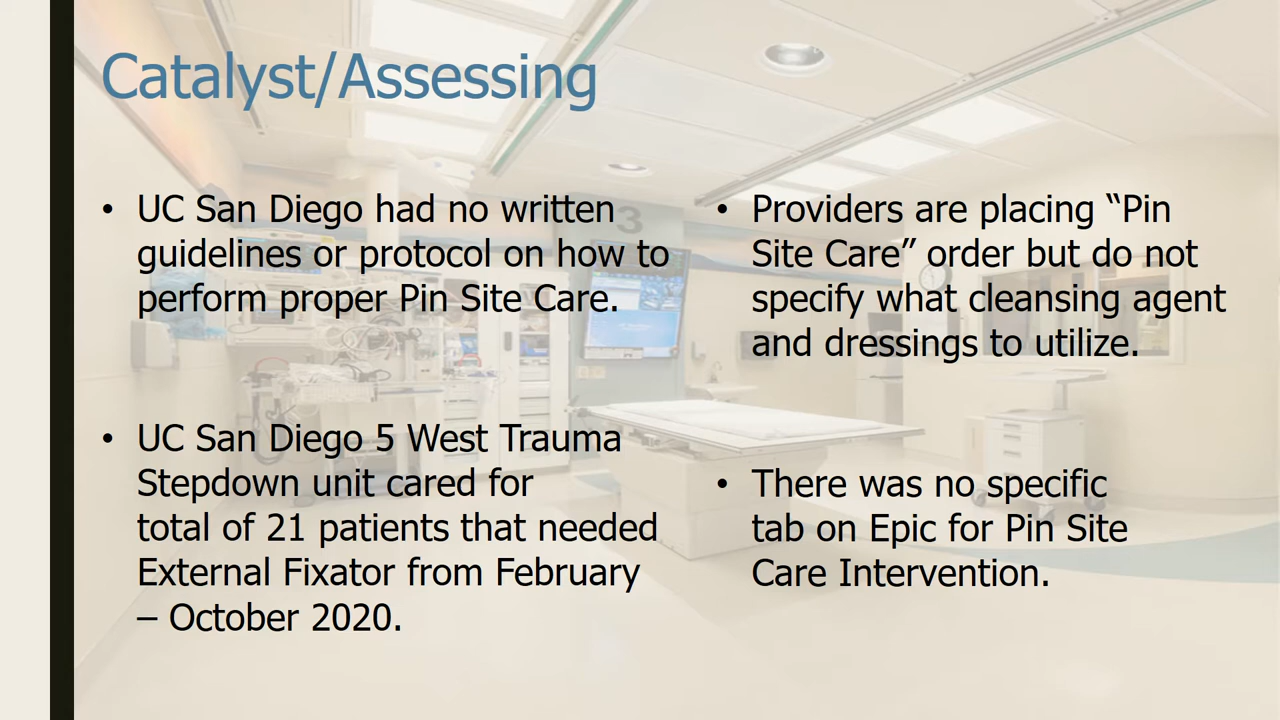 Catalyst/Assessing
• UC San Diego had no written
guidelines or protocol on how to
perform proper Pin Site Care.
• UC San Diego 5 West Trauma
Stepdown unit cared for
total of 21 patients that needed
External Fixator from February
– October 2020.
• Providers are placing “Pin
Site Care” order but do not
specify what cleansing agent
and dressings to utilize.
• There was no specific
tab on Epic for Pin Site
Care Intervention.
3